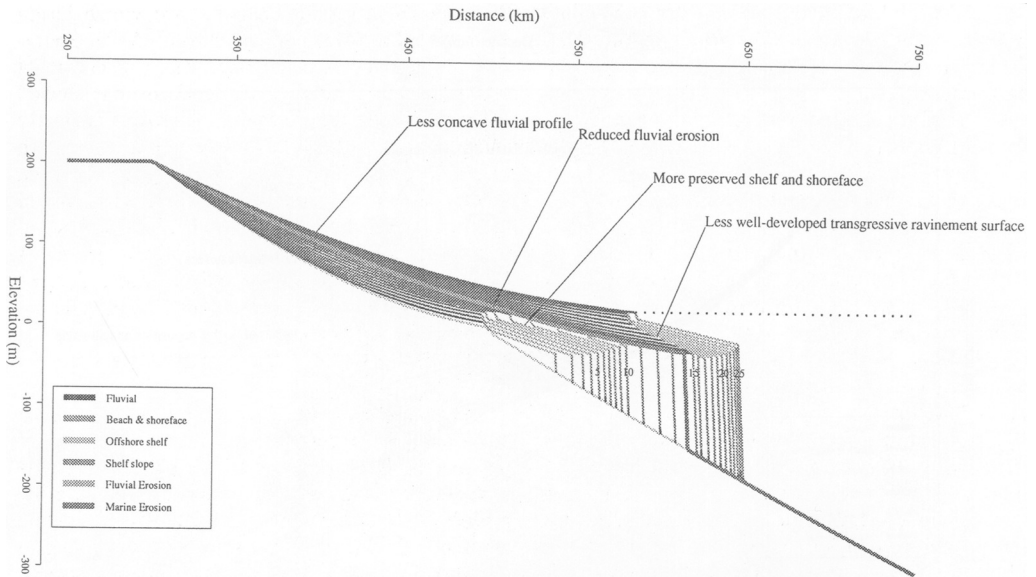 Distance (km)
250
350
450
550
650
750
300
200
100
0
-100
-200
-300
Elevation (m)
Less concave fluvial profile
Reduced fluvial erosion
More preserved shelf and shoreface
Less well-developed transgressive ravinement surface
5
10
15
20
25
Fluvial
Beach & shoreface
Offshore shelf
Shelf slope
Fluvial Erosion
Marine Erosion